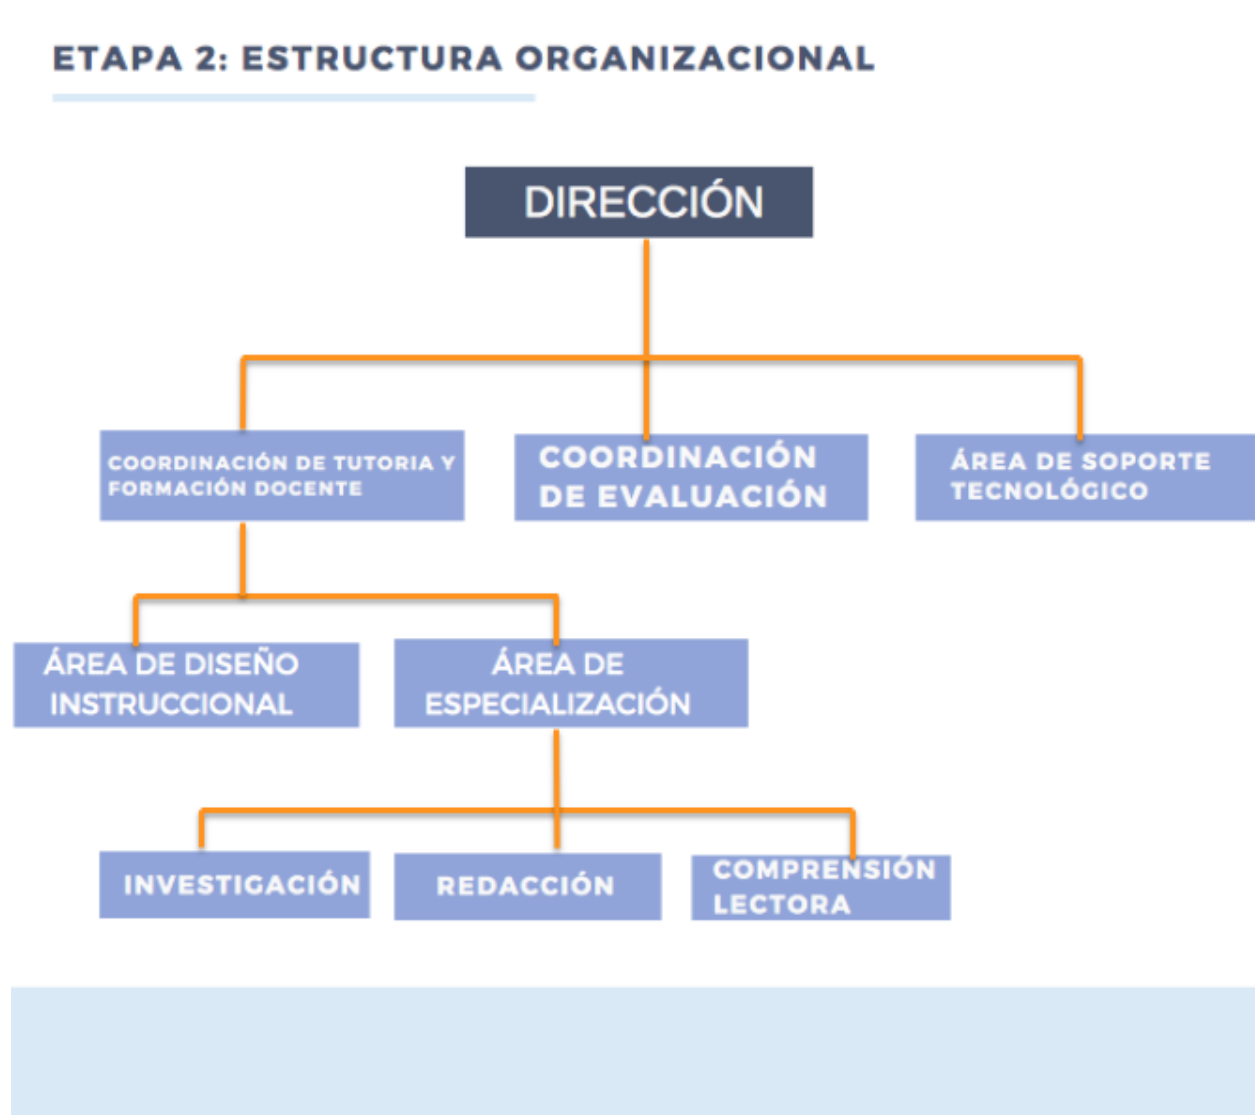 ETAPA 2: ESTRUCTURA ORGANIZACIONAL
DIRECCIÓN
COORDINACIÓN DE TUTORIA Y
FORMACIÓN DOCENTE
COORDINACIÓN
DE EVALUACIÓN
ÁREA DE SOPORTE
TECNOLÓGICO
ÁREA DE DISEÑO
INSTRUCCIONAL
ÁREA DE
ESPECIALIZACIÓN
INVESTIGACIÓN
REDACCIÓN
COMPRENSIÓN
LECTORA